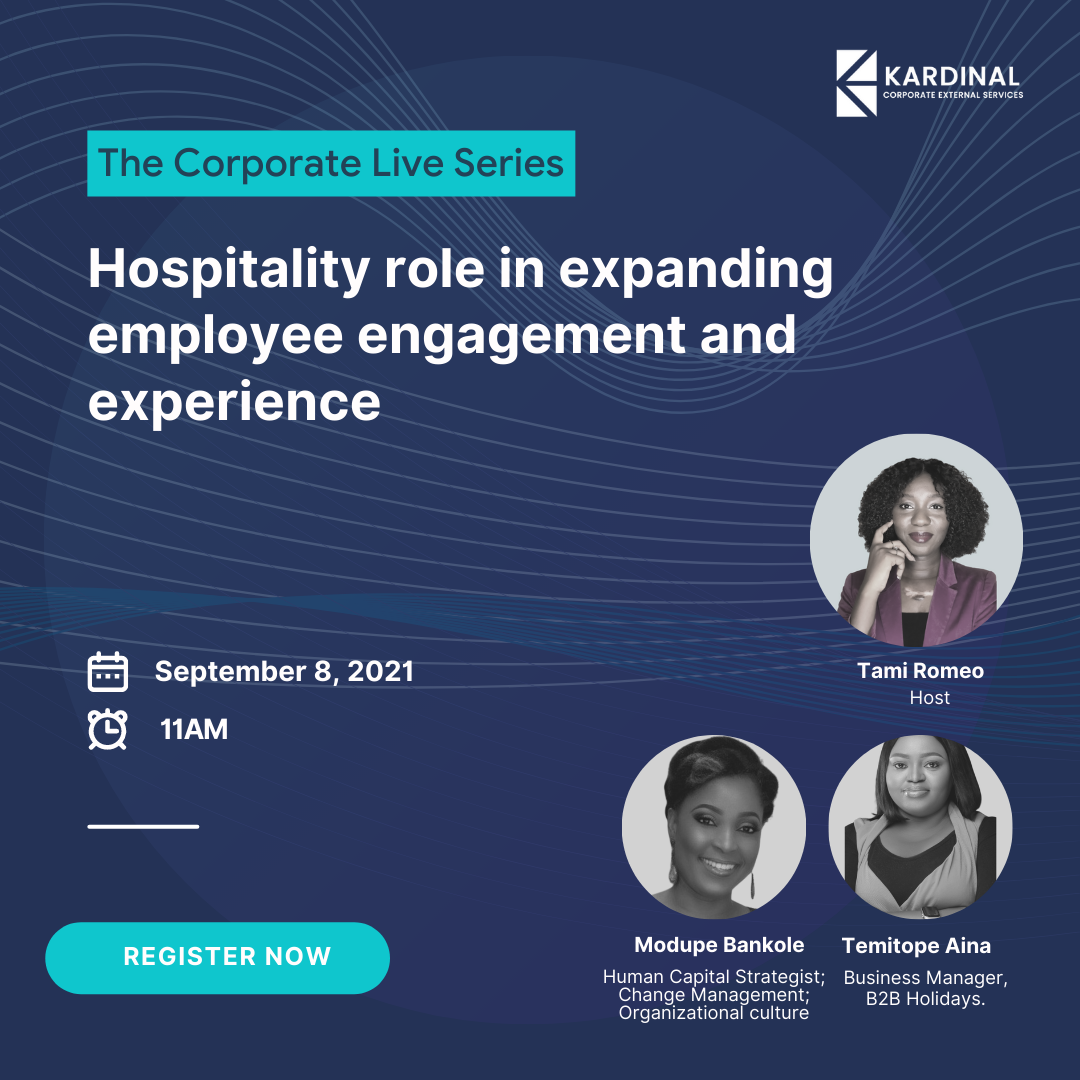 KARDINAL
CORPORATE EXTERNAL SERVICES
The Corporate Live Series
Hospitality role in expanding
employee engagement and
experience
September 8, 2021
11AM
Tami Romeo
Host
Modupe Bankole
Human Capital Strategist;
Change Management;
Organizational culture
Temitope Aina
Business Manager,
B2B Holidays.
REGISTER NOW